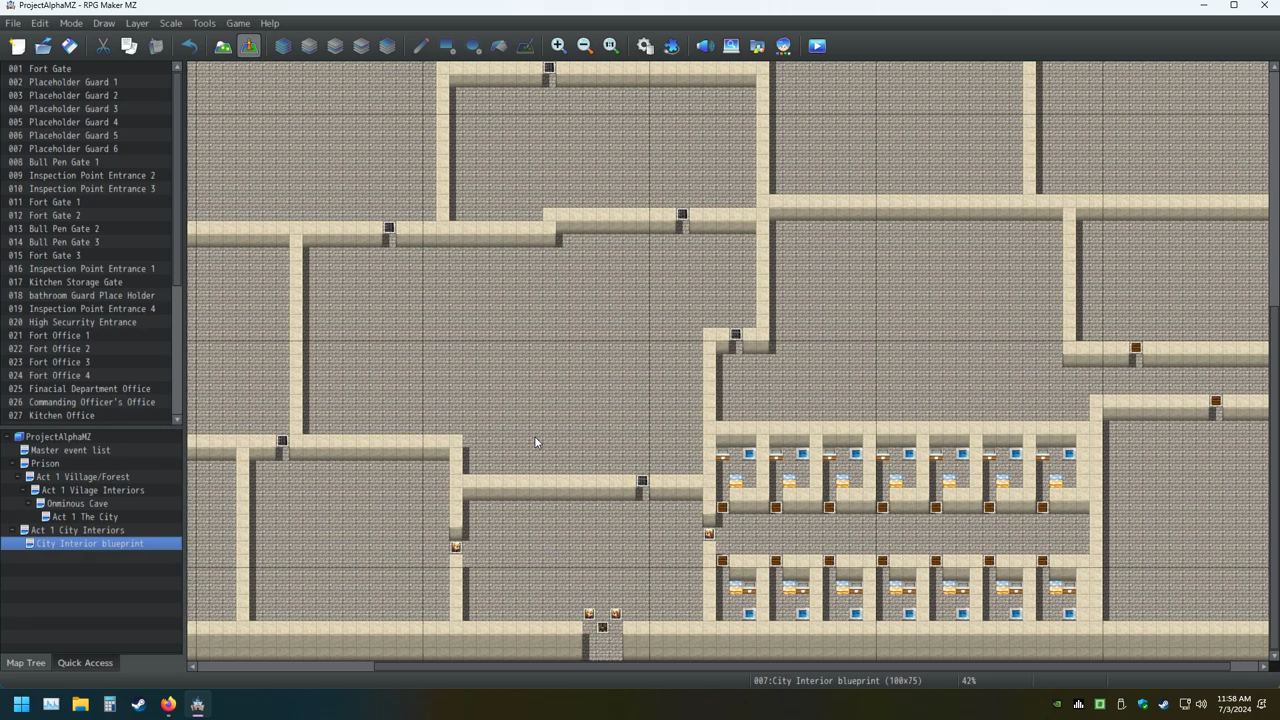 ProjectAlphaMZ - RPG Maker MZ
File Edit Mode Draw Layer Scale Tools Game Help
001 Fort Gate
002 Placeholder Guard 1
003 Placeholder Guard 2
004 Placeholder Guard 3
005 Placeholder Guard 4
006 Placeholder Guard 5
007 Placeholder Guard 6
008 Bull Pen Gate 1
009 Inspection Point Entrance 2
010 Inspection Point Entrance 3
011 Fort Gate 1
012 Fort Gate 2
013 Bull Pen Gate 2
014 Bull Pen Gate 3
015 Fort Gate 3
016 Inspection Point Entrance 1
017 Kitchen Storage Gate
018 bathroom Guard Place Holder
019 Inspection Point Entrance 4
020 High Security Entrance
021 Fort Office 1
022 Fort Office 2
023 Fort Office 3
024 Fort Office 4
025 Finacial Department Office
026 Commanding Officer's Office
027 Kitchen Office
ProjectAlphaMZ
Master event list
Prison
Act 1 Village/Forest
Act 1 Vilage Interiors
Onminous Cave
Act 1 The City
Act 1 City Interiors
City Interior blueprint
Map Tree Quick Access
007:City Interior blueprint (100x75) 42%
11:58 AM
7/3/2024